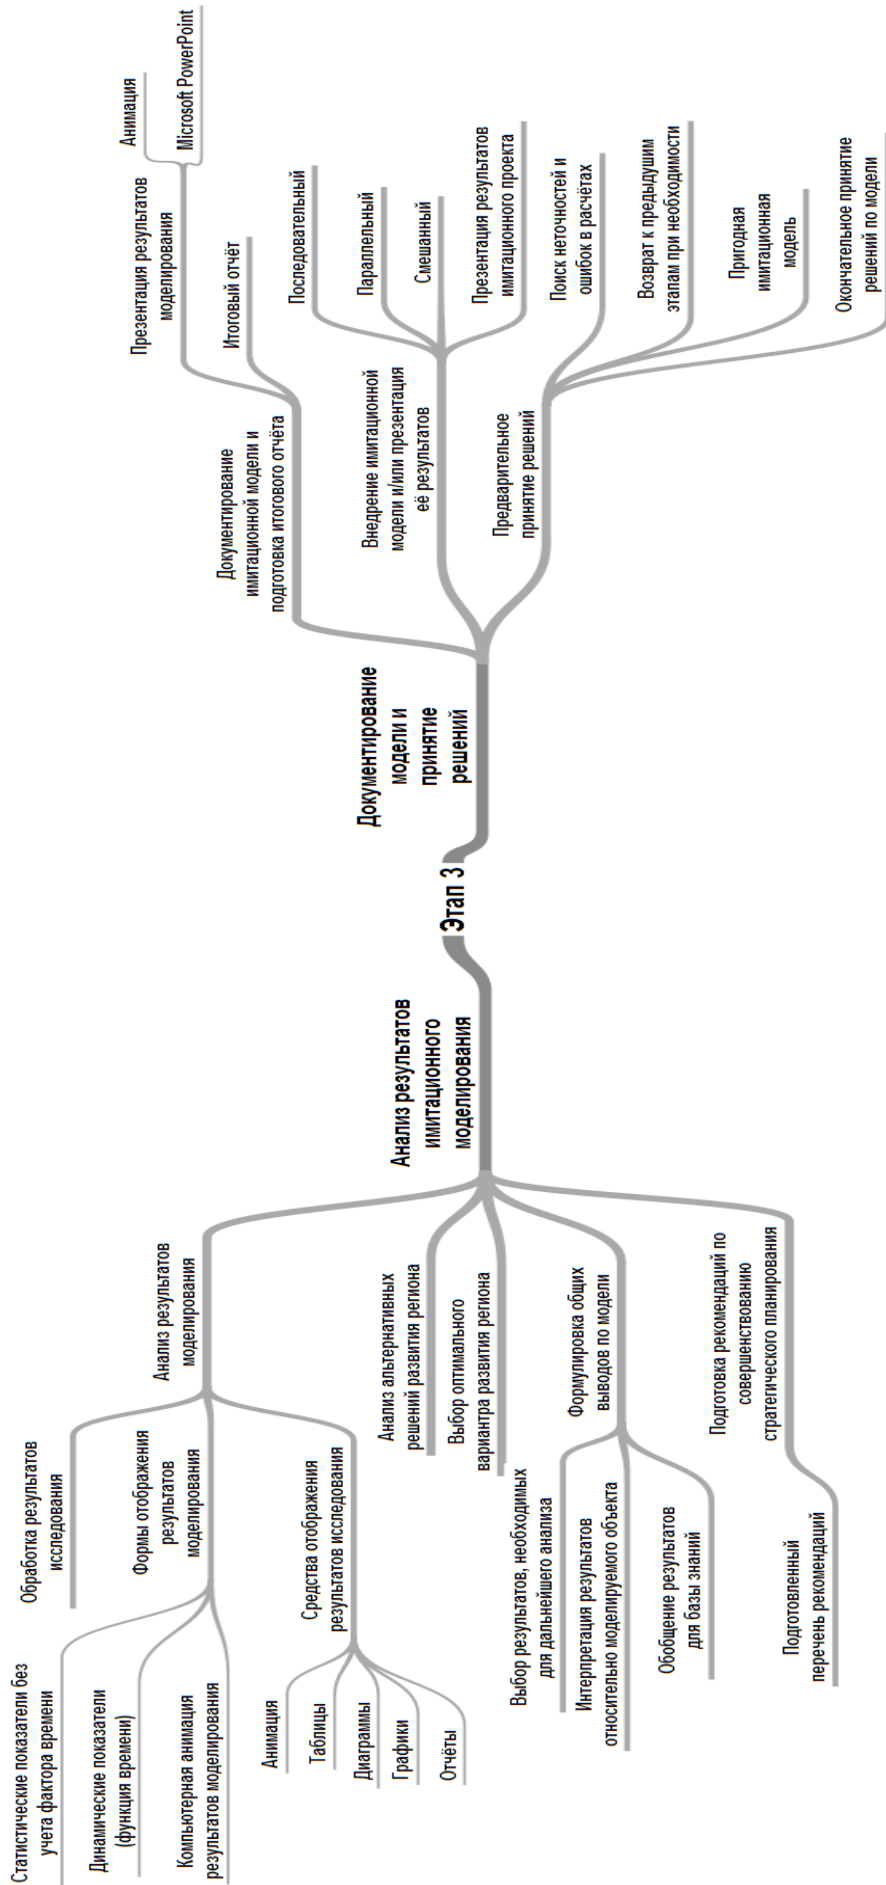 Этап 3
Анализ результатов
имитационного
моделирования
Анализ результатов
моделирования
Обработка результатов
исследования
Формы отображения
результатов
моделирования
Статистические показатели без
учета фактора времени
Динамические показатели
(функция времени)
Компьютерная анимация
результатов моделирования
Средства отображения
результатов исследования
Анимация
Таблицы
Диаграммы
Графики
Отчёты
Анализ альтернативных
решений развития региона
Выбор оптимального
вариантра развития региона
Формулировка общих
выводов по модели
Выбор результатов, необходимых
для дальнейшего анализа
Интерпретация результатов
относительно моделируемого объекта
Обобщение результатов
для базы знаний
Подготовка рекомендаций по
совершенствованию
стратегического планирования
Подготовленный
перечень рекомендаций
Документирование
модели и
принятие
решений
Документирование
имитационной модели и
подготовка итогового отчёта
Презентация результатов
моделирования
Анимация
Microsoft PowerPoint
Итоговый отчёт
Внедрение имитационной
модели и/или презентация
её результатов
Последовательный
Параллельный
Смешанный
Презентация результатов
имитационного проекта
Предварительное
принятие решений
Поиск неточностей и
ошибок в расчётах
Возврат к предыдушим
этапам при необходимости
Пригодная
имитационная
модель
Окончательное принятие
решений по модели